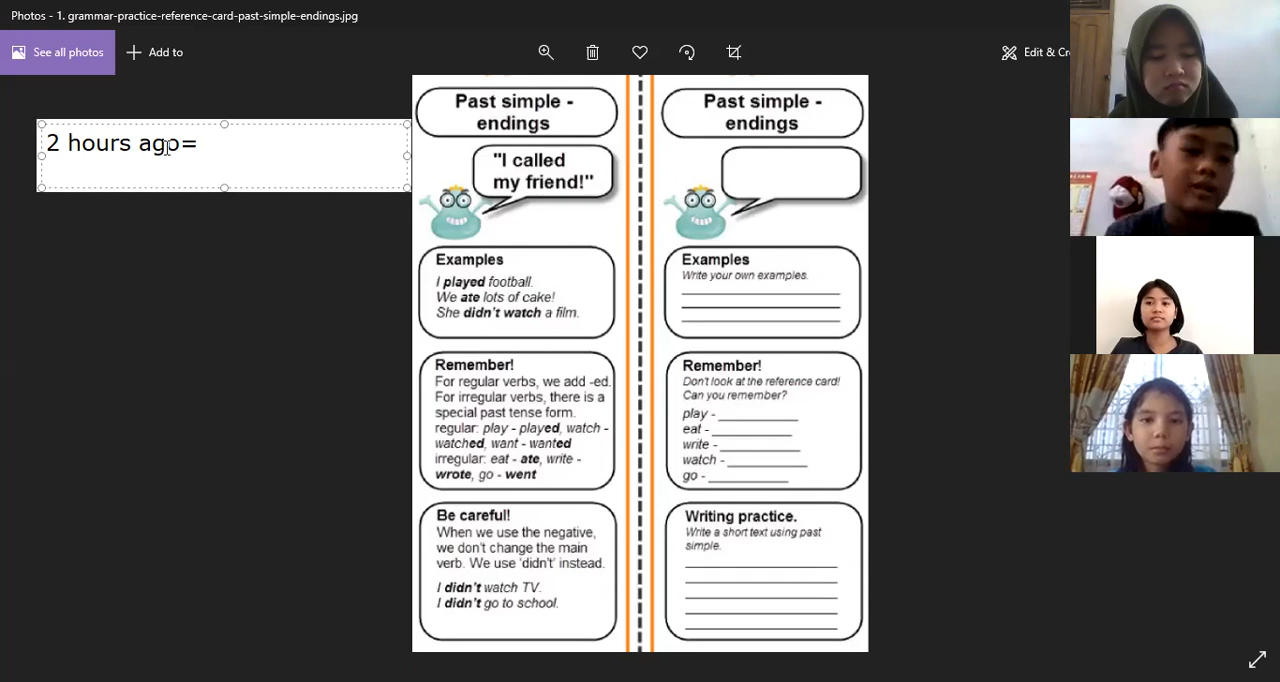 Photos - 1. grammar-practice-reference-card-past-simple-endings.jpg
See all photos
Add to
Edit &
2 hours ago=
Past simple -
endings
"I called
my friend!"
Examples
I played football.
We ate lots of cake!
She didn't watch a film.
Remember!
For regular verbs, we add -ed.
For irregular verbs, there is a
special past tense form.
regular: play - played, watch -
watched, want - wanted
irregular: eat - ate, write -
wrote, go - went
Be careful!
When we use the negative,
we don't change the main
verb. We use 'didn't' instead.
I didn't watch TV.
I didn't go to school.
Past simple -
endings
Examples
Write your own examples.
Remember!
Don't look at the reference card!
Can you remember?
play -
eat -
write -
watch -
go -
Writing practice.
Write a short text using past
simple.